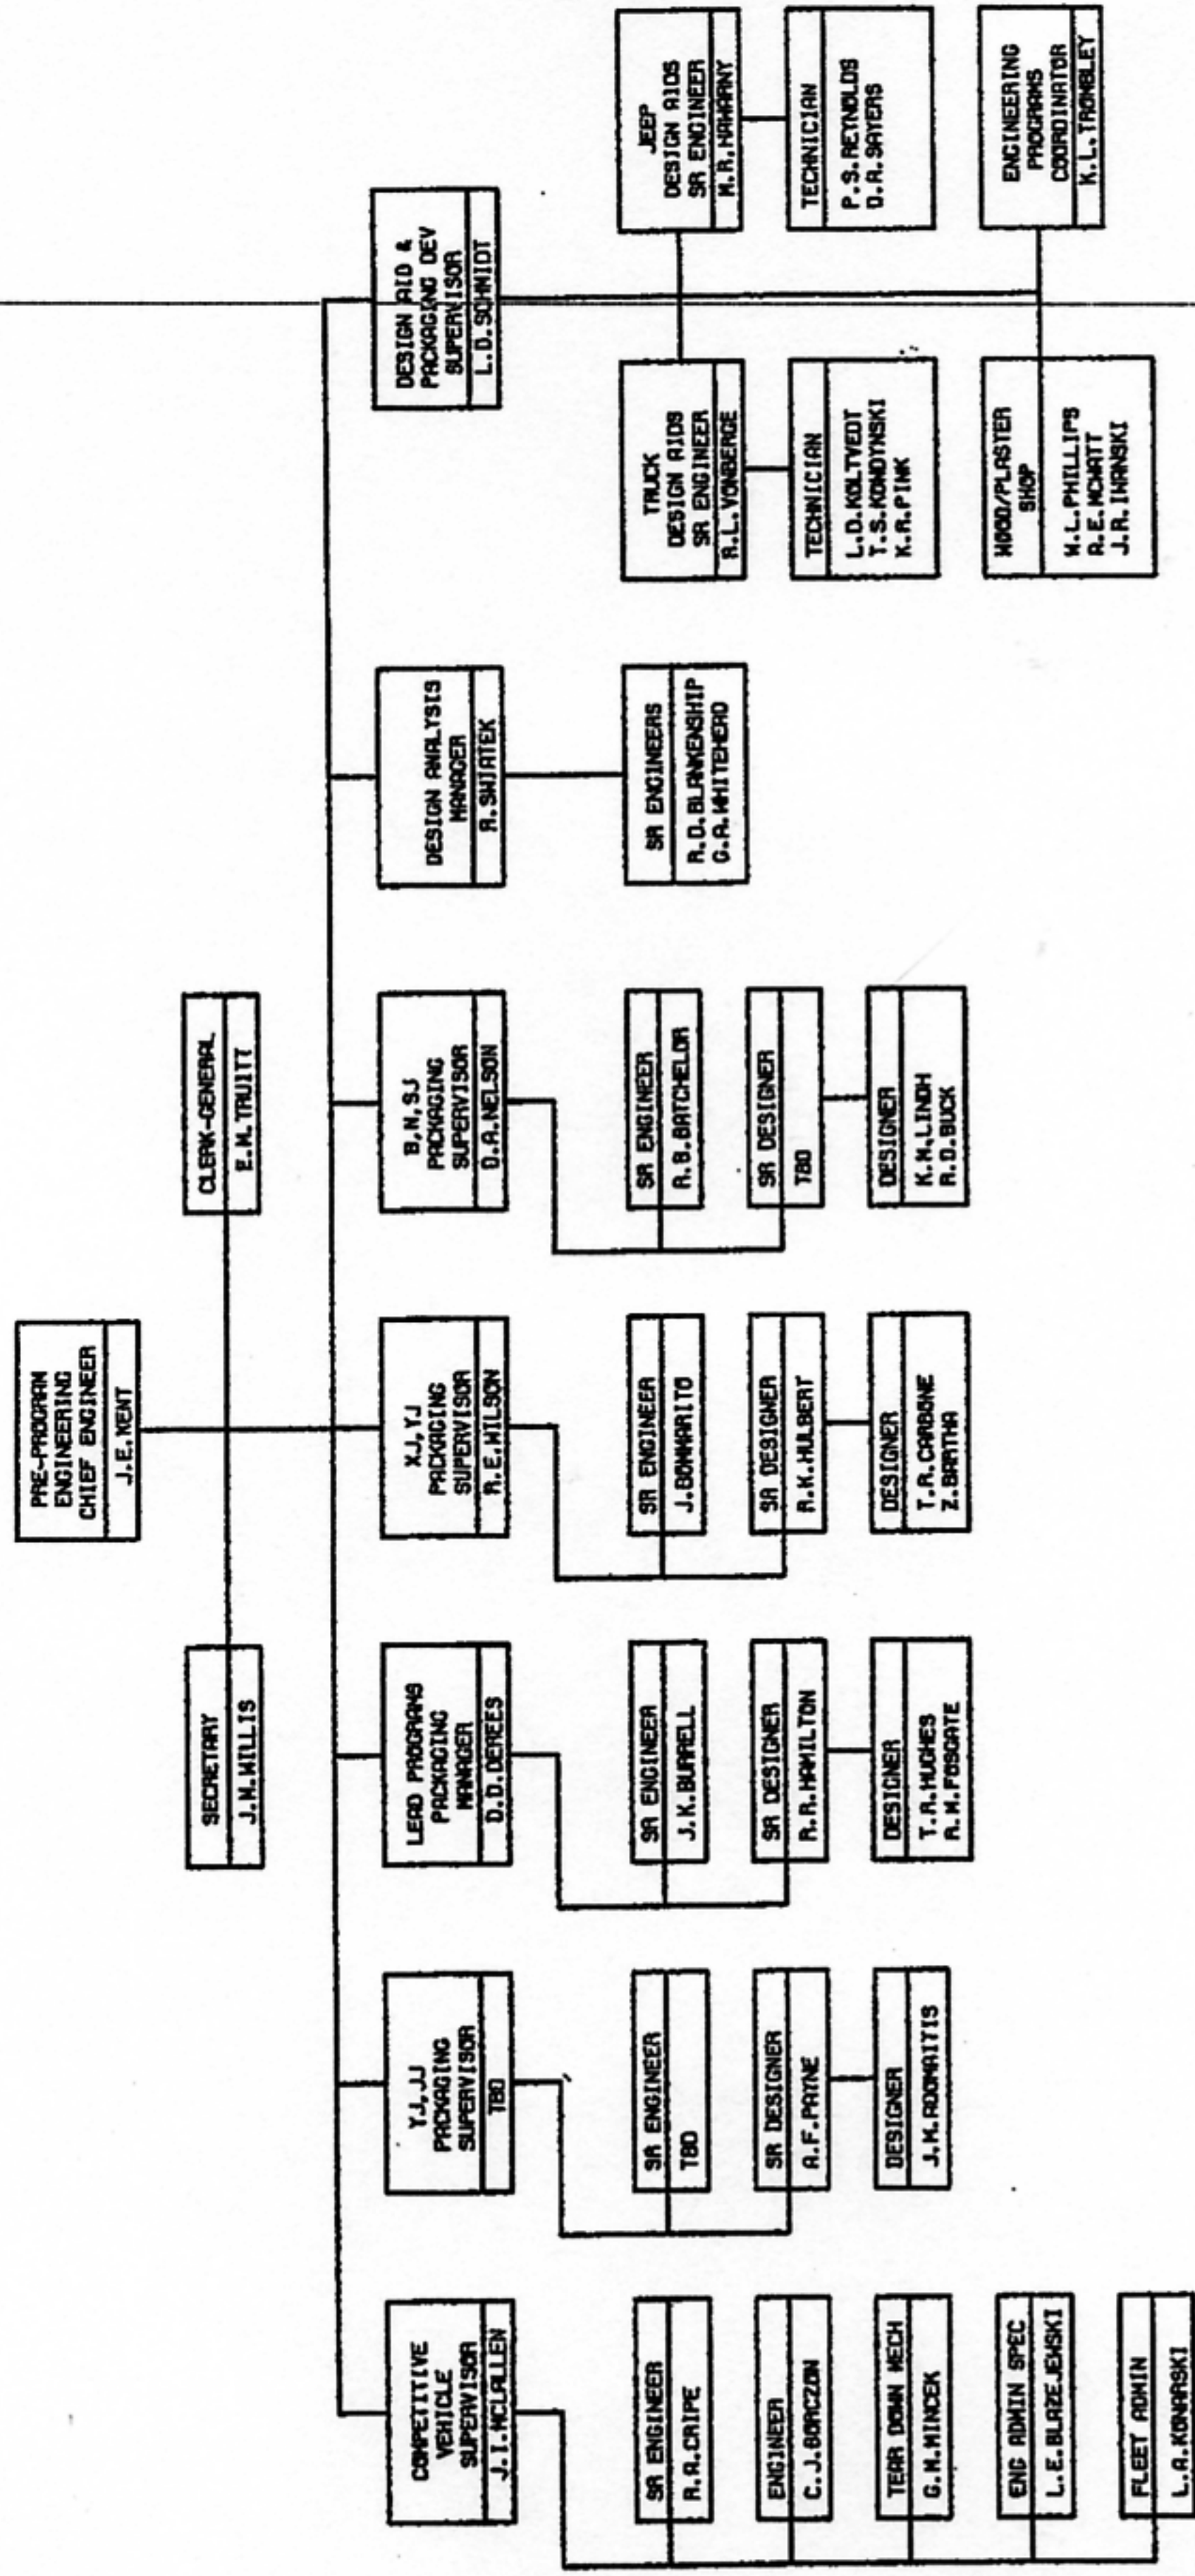 PRE-PROGRAM
ENGINEERING
CHIEF ENGINEER
J.E.KENT
SECRETARY
J.M.WILLIS
CLERK-GENERAL
E.M.TRUITT
COMPETITIVE
VEHICLE
SUPERVISOR
J.I.MCLALLEN
SR ENGINEER
R.A.CRIPE
ENGINEER
C.J.BORCZON
TEAR DOWN MECH
G.M.MINCEK
ENG ADMIN SPEC
L.E.BLAZEJEWSKI
FLEET ADMIN
L.A.KONARSKI
YJ,JJ
PACKAGING
SUPERVISOR
TBD
SR ENGINEER
TBD
SR DESIGNER
A.F.PAYNE
DESIGNER
J.M.ADOMAITIS
LEAD PROGRAMS
PACKAGING
MANAGER
D.D.DEREES
SR ENGINEER
J.K.BURRELL
SR DESIGNER
R.R.HAMILTON
DESIGNER
T.A.HUGHES
R.W.FOSGATE
XJ,YJ
PACKAGING
SUPERVISOR
R.E.WILSON
SR ENGINEER
J.BOMMARITO
SR DESIGNER
R.K.HULBERT
DESIGNER
T.R.CARBONE
Z.BARTHA
B,N,SJ
PACKAGING
SUPERVISOR
D.A.NELSON
SR ENGINEER
R.B.BATCHELOR
SR DESIGNER
TBD
DESIGNER
K.M.LINDH
R.D.BUCK
DESIGN ANALYSIS
MANAGER
R.SWIATEK
SR ENGINEERS
R.D.BLANKENSHIP
G.A.WHITEHEAD
DESIGN AID &
PACKAGING DEV
SUPERVISOR
L.D.SCHMIDT
TRUCK
DESIGN AIDS
SR ENGINEER
R.L.VONBERGE
TECHNICIAN
L.D.KOLTVEDT
T.S.KONDYNSKI
K.R.PINK
WOOD/PLASTER
SHOP
W.L.PHILLIPS
R.E.MCWATT
J.R.IWANSKI
JEEP
DESIGN AIDS
SR ENGINEER
M.R.HAWARNY
TECHNICIAN
P.S.REYNOLDS
D.A.SAYERS
ENGINEERING
PROGRAMS
COORDINATOR
K.L.TROMBLEY